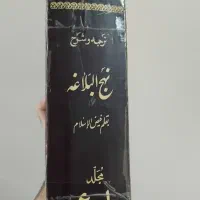 ترجمه و شرح
نهج البلاغه
بقلم فیض الاسلام
مجلد